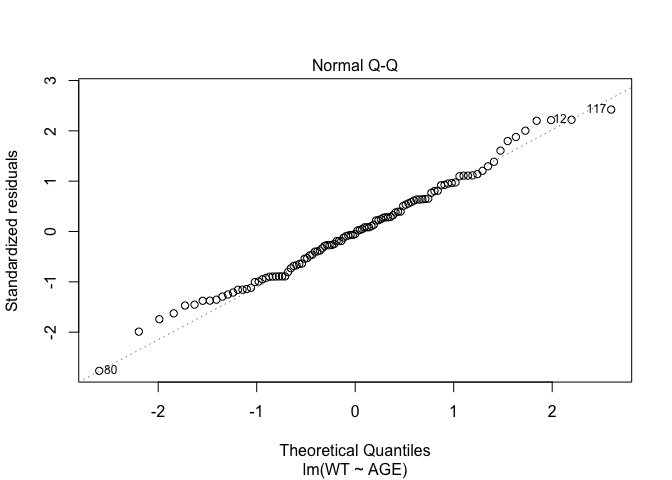 Normal Q-Q
Standardized residuals
3
2
1
0
-1
-2
117
12
80
-2 -1 0 1 2
Theoretical Quantiles
lm(WT ~ AGE)